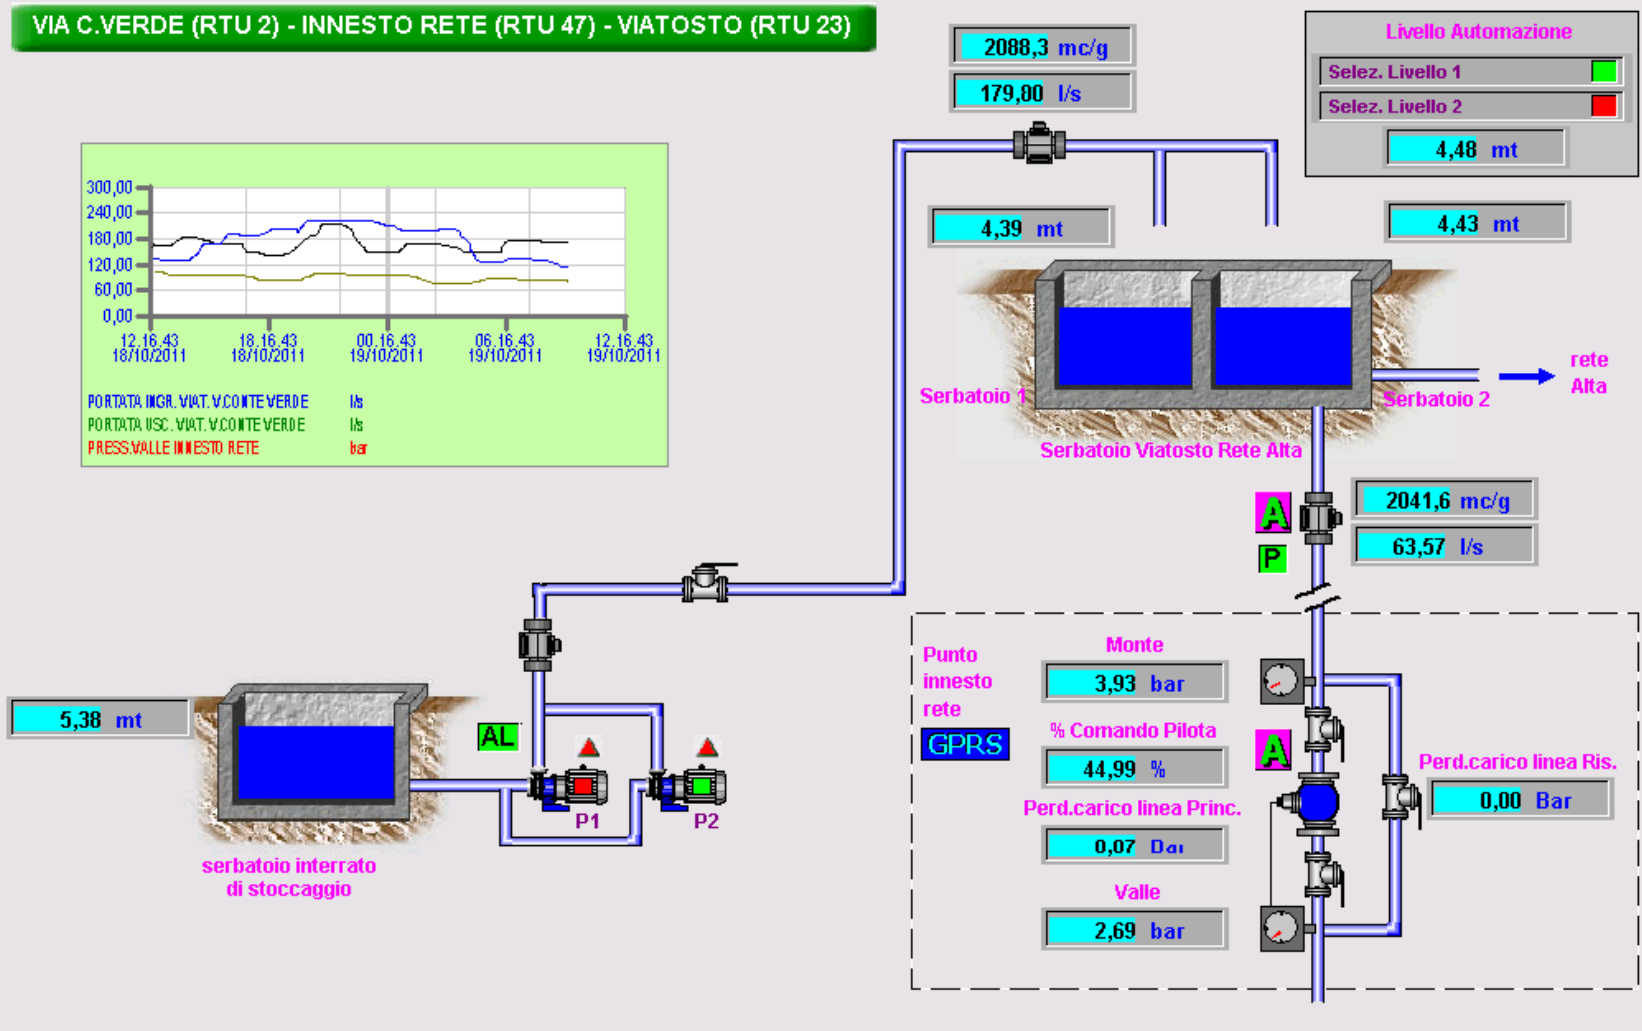 VIA C.VERDE (RTU 2) - INNESTO RETE (RTU 47) - VIATOSTO (RTU 23)
2088,3 mc/g
179,80 l/s
Livello Automazione
Selez. Livello 1
Selez. Livello 2
4,48 mt
4,39 mt
4,43 mt
300,00
240,00
180,00
120,00
60,00
0,00
12.16.43 18.16.43 00.16.43 06.16.43 12.16.43
18/10/2011 18/10/2011 19/10/2011 19/10/2011 19/10/2011
PORTATA INGR. VIAT. V.CONTE VERDE l/s
PORTATA USC. VIAT. V.CONTE VERDE l/s
PRESS.VALLE INNESTO RETE bar
rete
Alta
Serbatoio 1
Serbatoio 2
Serbatoio Viatosto Rete Alta
A
2041,6 mc/g
63,57 l/s
P
Punto
innesto
rete
GPRS
Monte
3,93 bar
% Comando Pilota
44,99 %
A
Perd.carico linea Ris.
0,00 Bar
Perd.carico linea Princ.
0,07
Valle
2,69 bar
5,38 mt
AL
P1
P2
serbatoio interrato
di stoccaggio